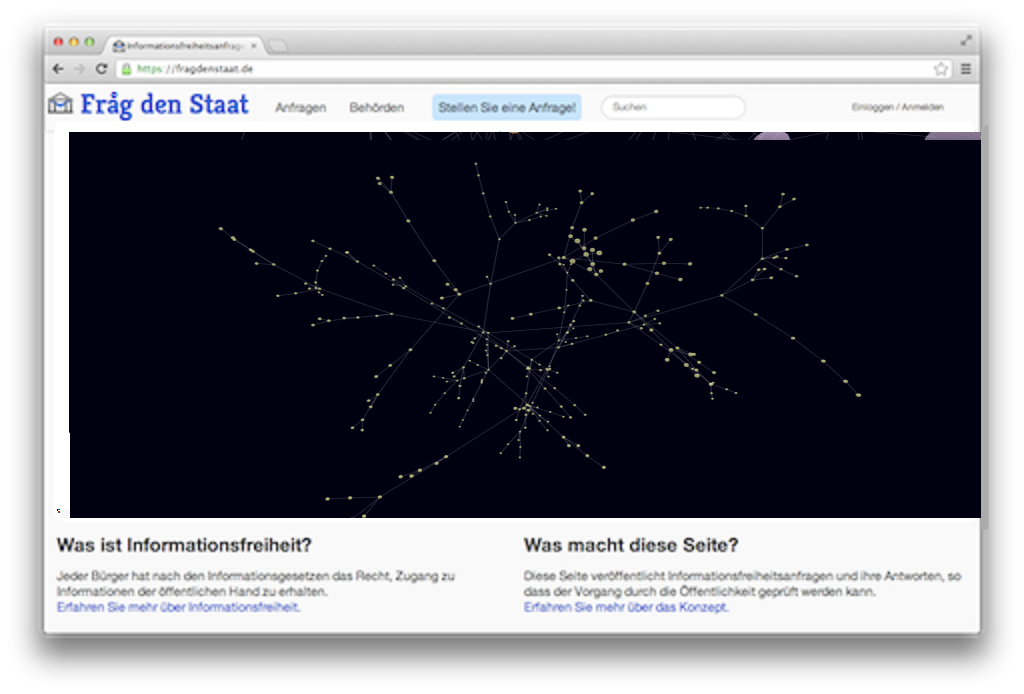 Informationsfreiheitsanfrage
https://fragdenstaat.de
Fråg den Staat Anfragen Behörden Stellen Sie eine Anfrage! Suchen Einloggen / Anmelden
Was ist Informationsfreiheit?
Jeder Bürger hat nach den Informationsgesetzen das Recht, Zugang zu
Informationen der öffentlichen Hand zu erhalten.
Erfahren Sie mehr über Informationsfreiheit.
Was macht diese Seite?
Diese Seite veröffentlicht Informationsfreiheitsanfragen und ihre Antworten, so
dass der Vorgang durch die Öffentlichkeit geprüft werden kann.
Erfahren Sie mehr über das Konzept.